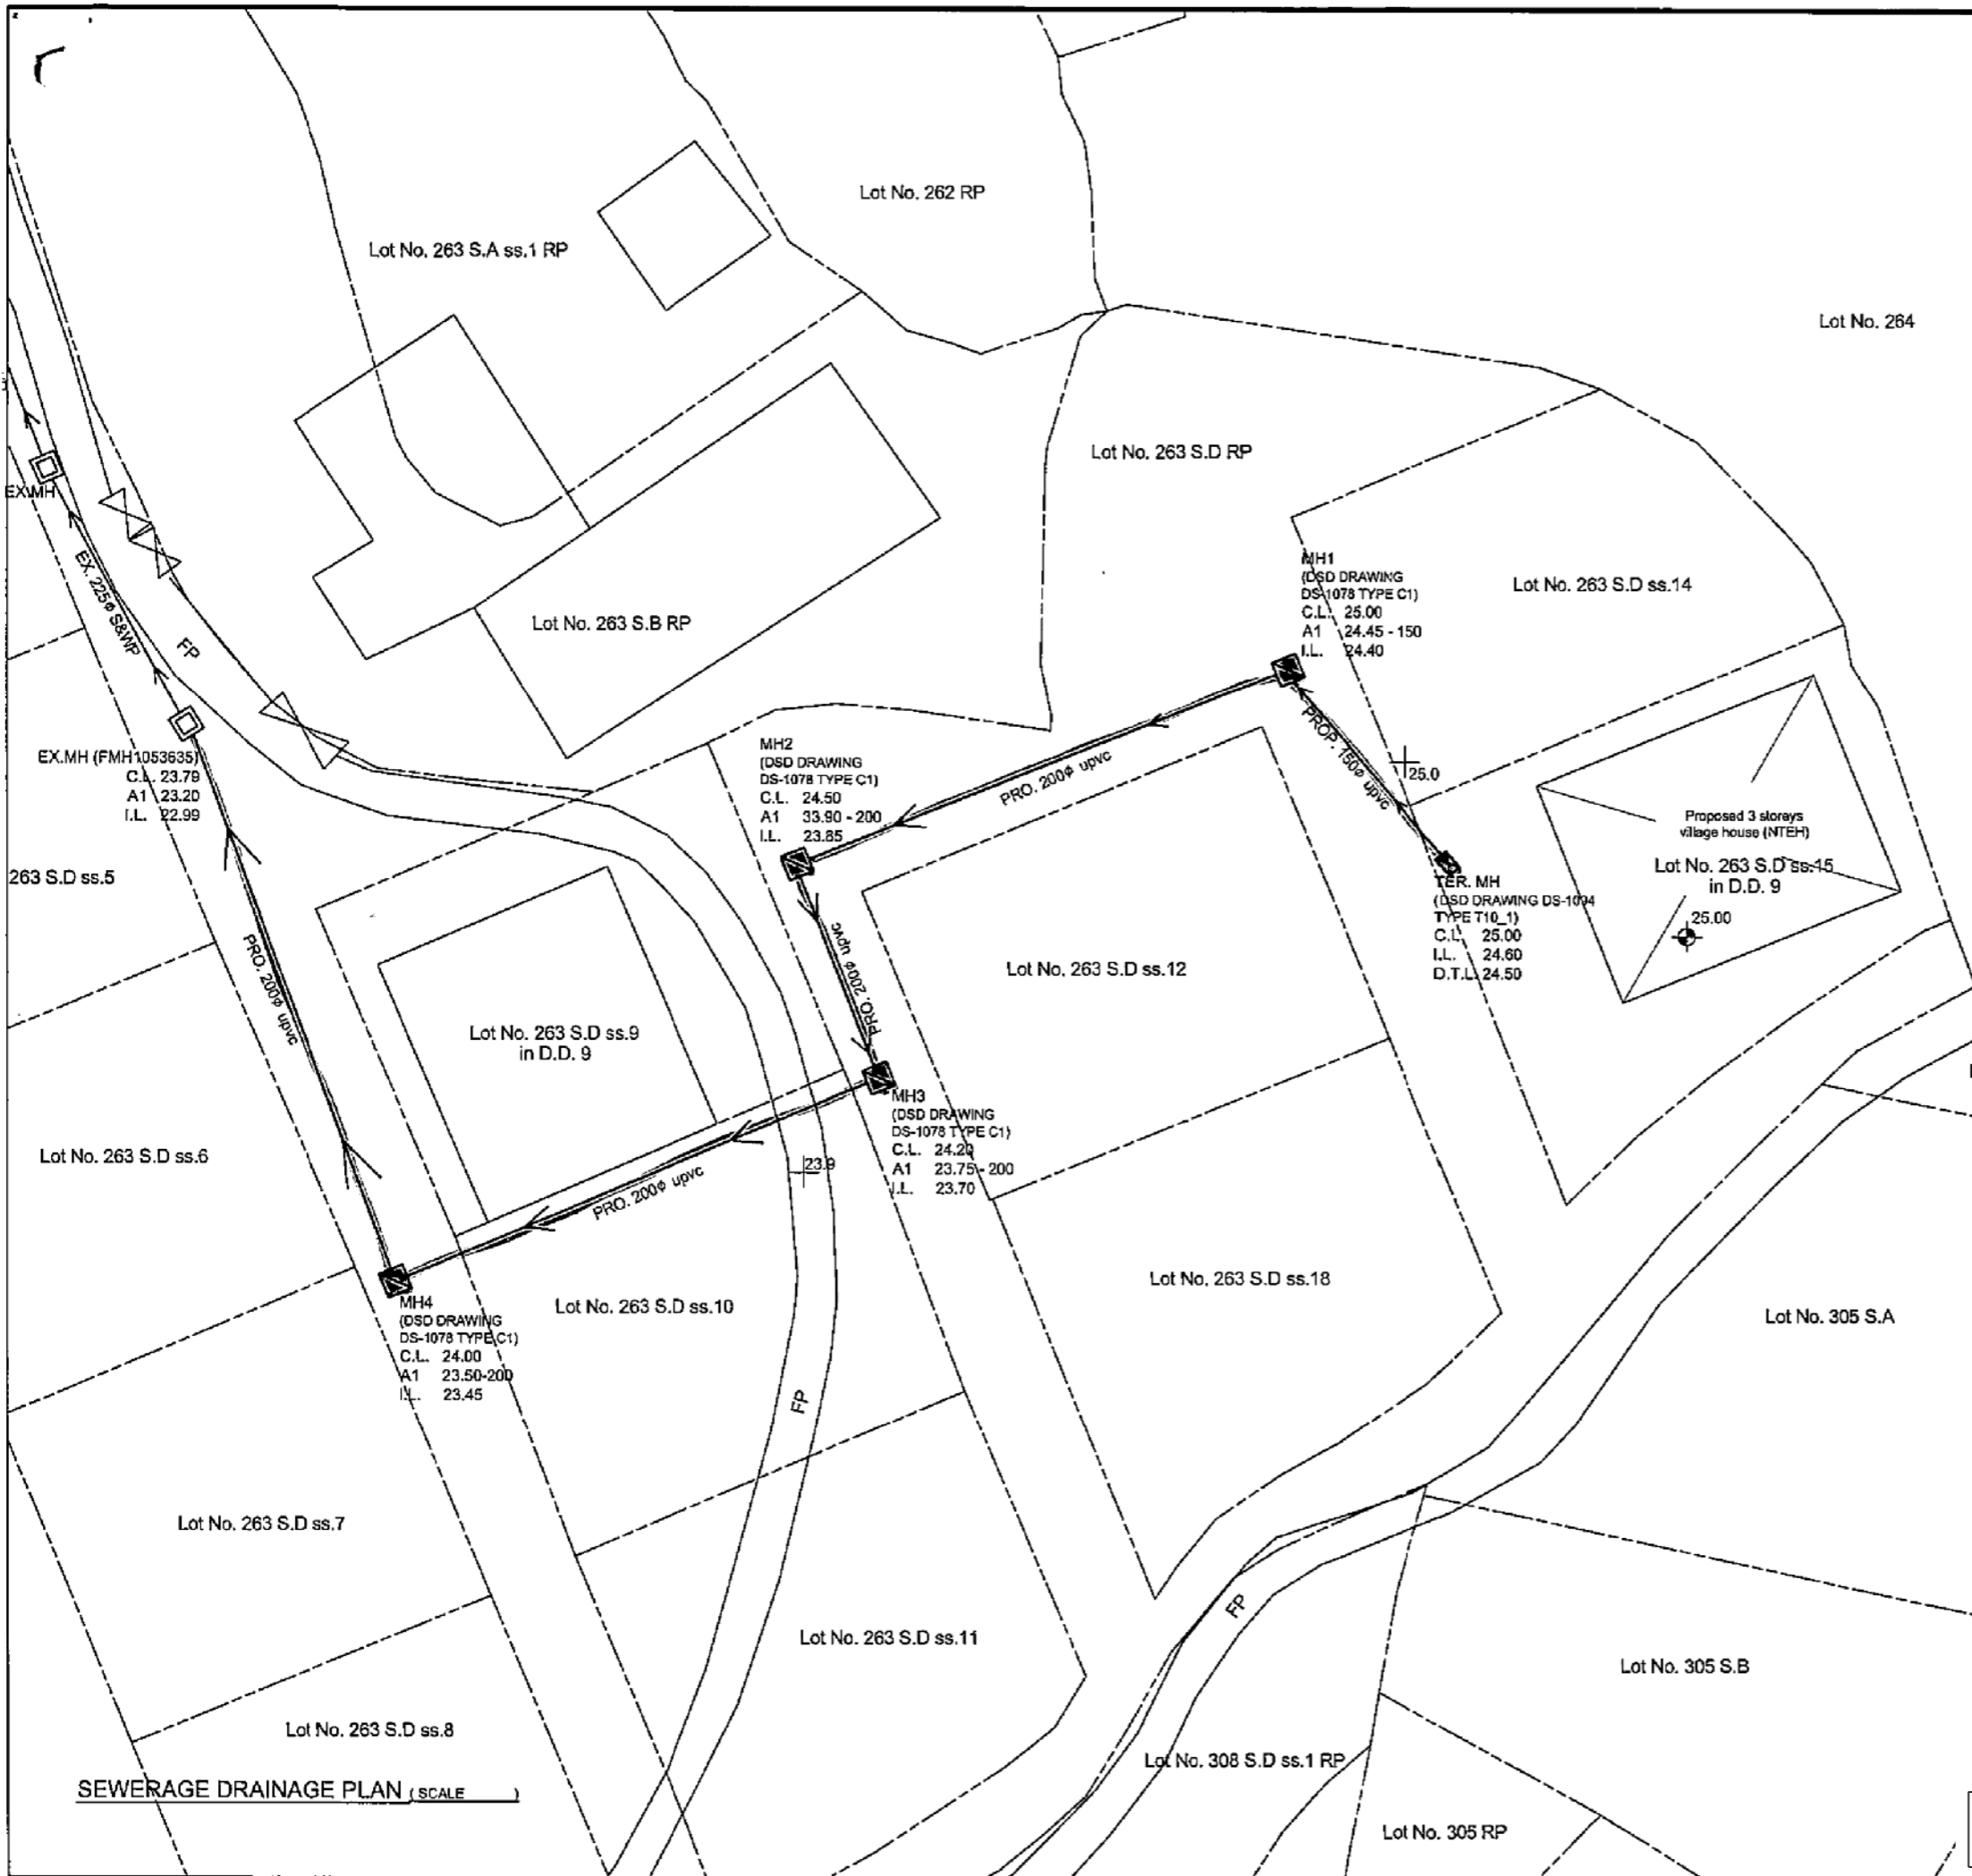 Lot No. 262 RP
Lot No. 263 S.A ss.1 RP
Lot No. 264
Lot No. 263 S.D RP
EX.MH
EX. 225Φ S&WP
FP
Lot No. 263 S.B RP
MH1
(DSD DRAWING
DS-1078 TYPE C1)
C.L. 25.00
A1 24.45 - 150
I.L. 24.40
Lot No. 263 S.D ss.14
EX.MH (FMH1053635)
C.L. 23.79
A1 23.20
I.L. 22.99
MH2
(DSD DRAWING
DS-1078 TYPE C1)
C.L. 24.50
A1 33.90 - 200
I.L. 23.85
PRO. 200Φ upvc
PROP. 150Φ upvc
25.0
Proposed 3 storeys
village house (NTEH)
Lot No. 263 S.D ss.15
in D.D. 9
25.00
TER. MH
(DSD DRAWING DS-1094
TYPE T10_1)
C.L. 25.00
I.L. 24.60
D.T.L. 24.50
263 S.D ss.5
PRO. 200Φ upvc
PRO. 200Φ upvc
Lot No. 263 S.D ss.12
Lot No. 263 S.D ss.9
in D.D. 9
MH3
(DSD DRAWING
DS-1078 TYPE C1)
C.L. 24.20
A1 23.75 - 200
I.L. 23.70
23.9
Lot No. 263 S.D ss.6
PRO. 200Φ upvc
MH4
(DSD DRAWING
DS-1078 TYPE C1)
C.L. 24.00
A1 23.50-200
I.L. 23.45
Lot No. 263 S.D ss.10
Lot No. 263 S.D ss.18
Lot No. 305 S.A
FP
Lot No. 263 S.D ss.7
FP
Lot No. 263 S.D ss.11
Lot No. 305 S.B
Lot No. 263 S.D ss.8
Lot No. 308 S.D ss.1 RP
SEWERAGE DRAINAGE PLAN ( SCALE )
Lot No. 305 RP